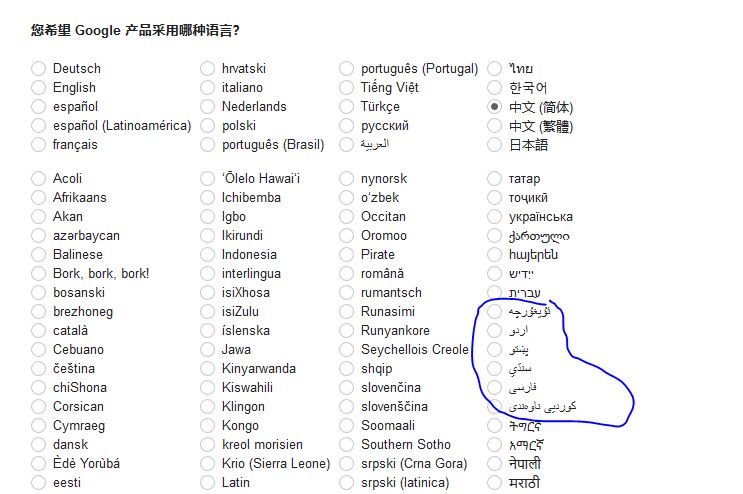 您希望 Google 产品采用哪种语言?
Deutsch
English
español
español (Latinoamérica)
français
hrvatski
italiano
Nederlands
polski
português (Brasil)
português (Portugal)
Tiếng Việt
Türkçe
русский
العربية
ไทย
한국어
中文 (简体)
中文 (繁體)
日本語
Acoli
Afrikaans
Akan
azərbaycan
Balinese
Bork, bork, bork!
bosanski
brezhoneg
català
Cebuano
čeština
chiShona
Corsican
Cymraeg
dansk
Èdè Yorùbá
eesti
ʻŌlelo Hawaiʻi
Ichibemba
Igbo
Ikirundi
Indonesia
interlingua
isiXhosa
isiZulu
íslenska
Jawa
Kinyarwanda
Kiswahili
Klingon
Kongo
kreol morisien
Krio (Sierra Leone)
Latin
nynorsk
oʻzbek
Occitan
Oromoo
Pirate
română
rumantsch
Runasimi
Runyankore
Seychellois Creole
shqip
slovenčina
slovenščina
Soomaali
Southern Sotho
srpski (Crna Gora)
srpski (latinica)
татар
тоҷикӣ
українська
ქართული
հայերեն
ייִדיש
עברית
ئۇيغۇرچە
اردو
پښتو
سنڌي
فارسی
کوردیی ناوەندی
ትግርኛ
አማርኛ
नेपाली
मराठी